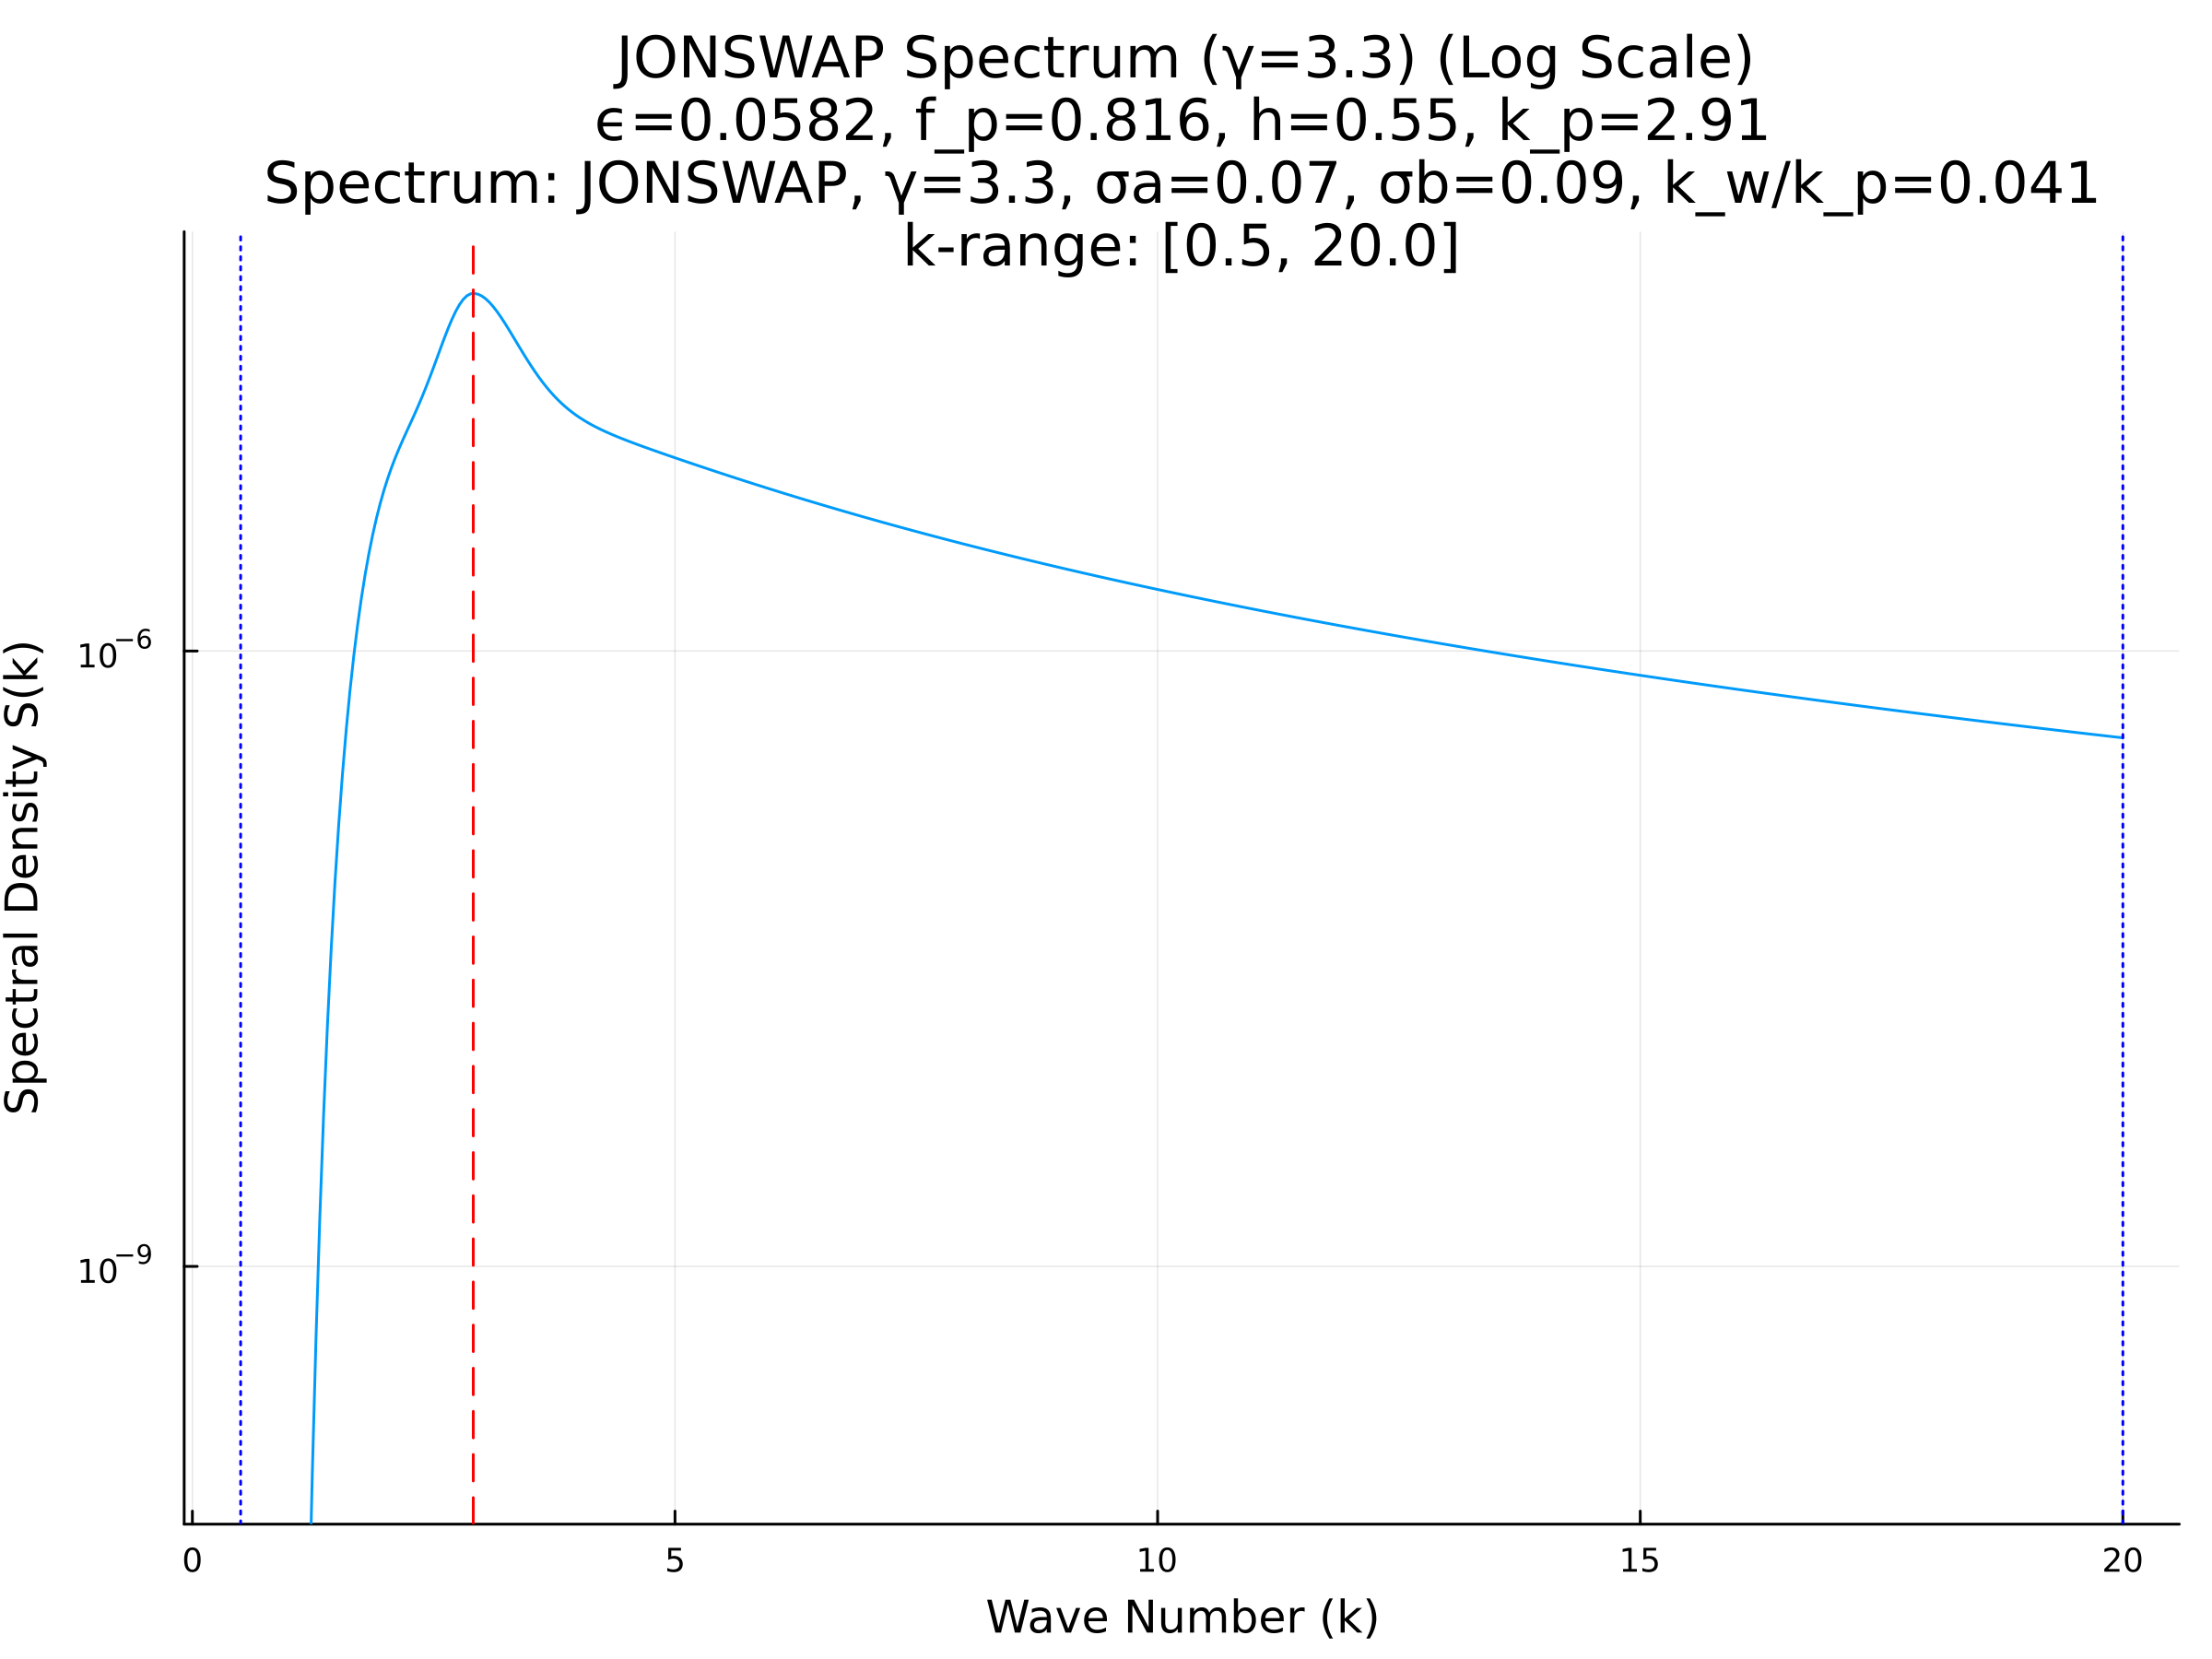 JONSWAP Spectrum (γ=3.3) (Log Scale)
ϵ=0.0582, f_p=0.816, h=0.55, k_p=2.91
Spectrum: JONSWAP, γ=3.3, σa=0.07, σb=0.09, k_w/k_p=0.041
k-range: [0.5, 20.0]
Spectral Density S(k)
10⁻⁶
10⁻⁹
0 5 10 15 20
Wave Number (k)